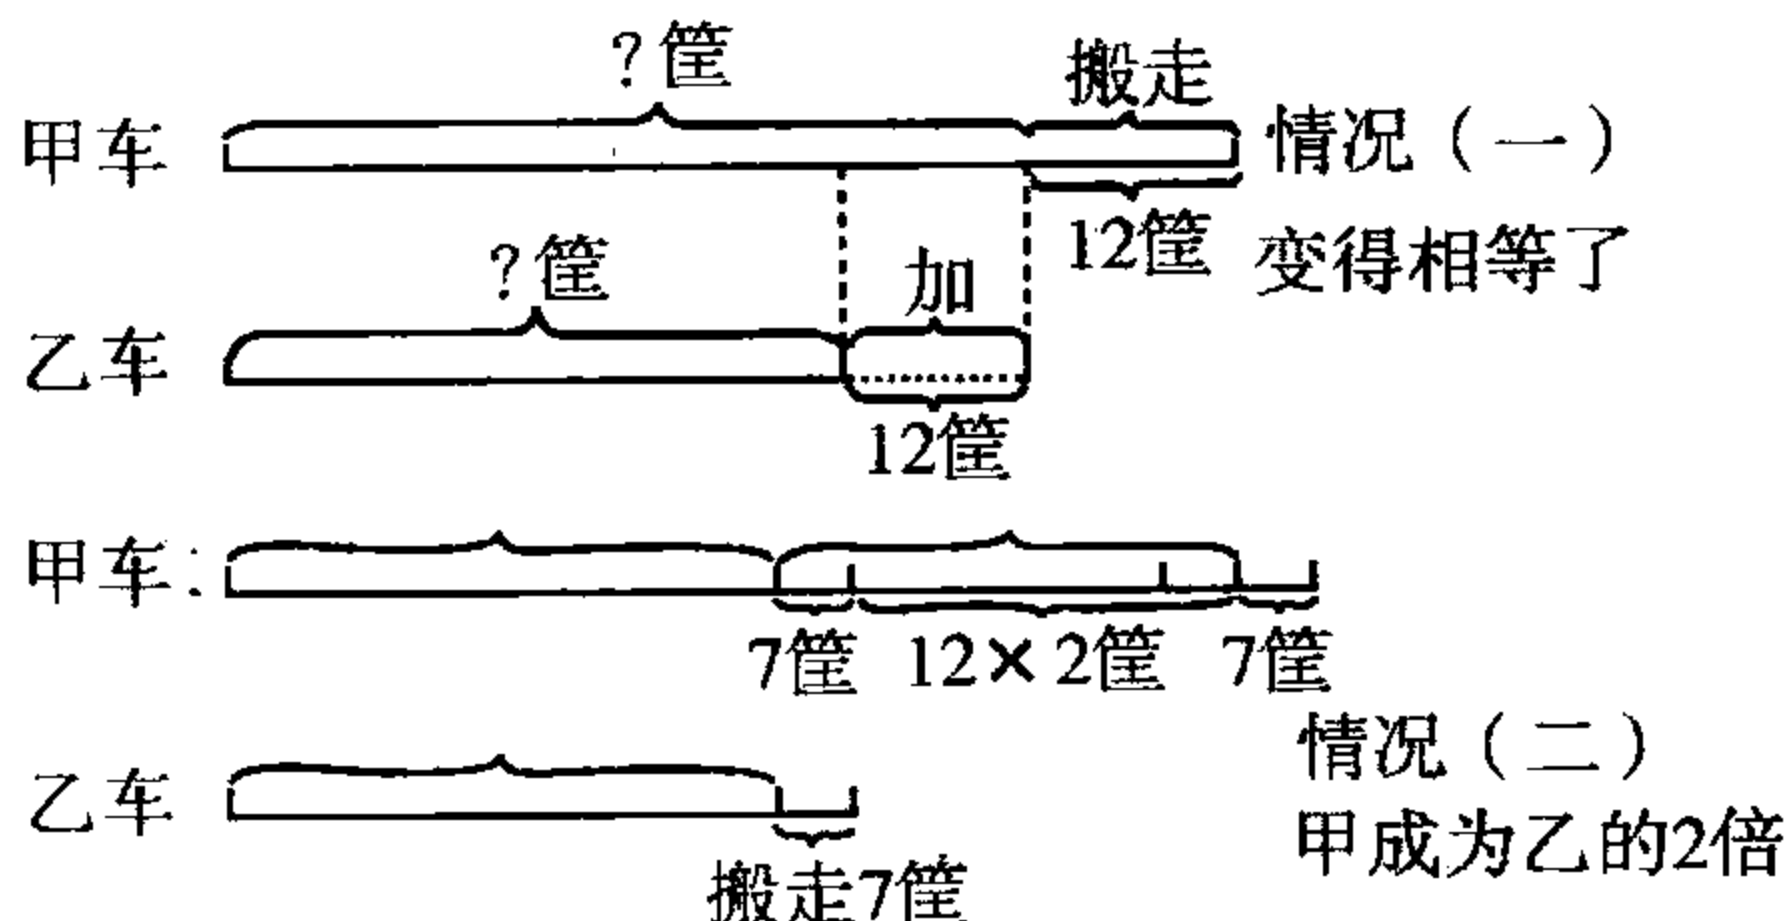 ?筐
搬走
甲车
情况（一）
12筐
变得相等了
?筐
加
乙车
12筐
甲车:
7筐
12×2筐
7筐
情况（二）
乙车
甲成为乙的2倍
搬走7筐